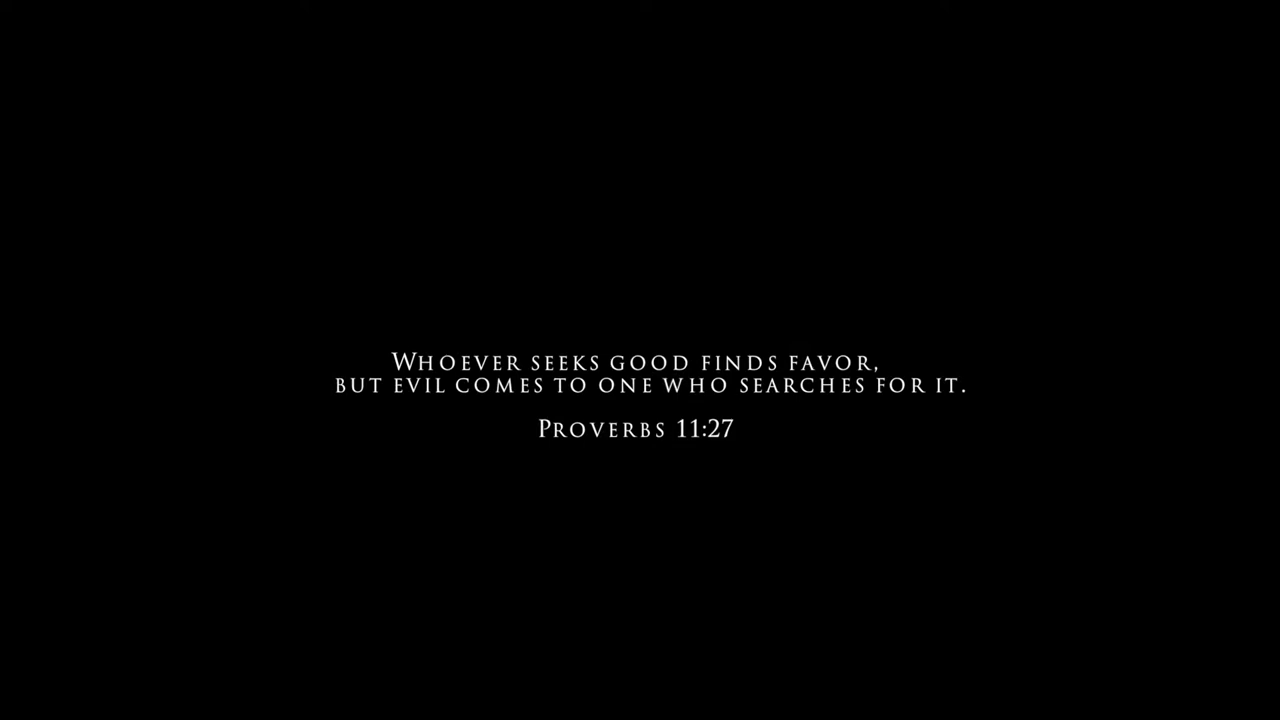 Whoever seeks good finds favor,
but evil comes to one who searches for it.
Proverbs 11:27